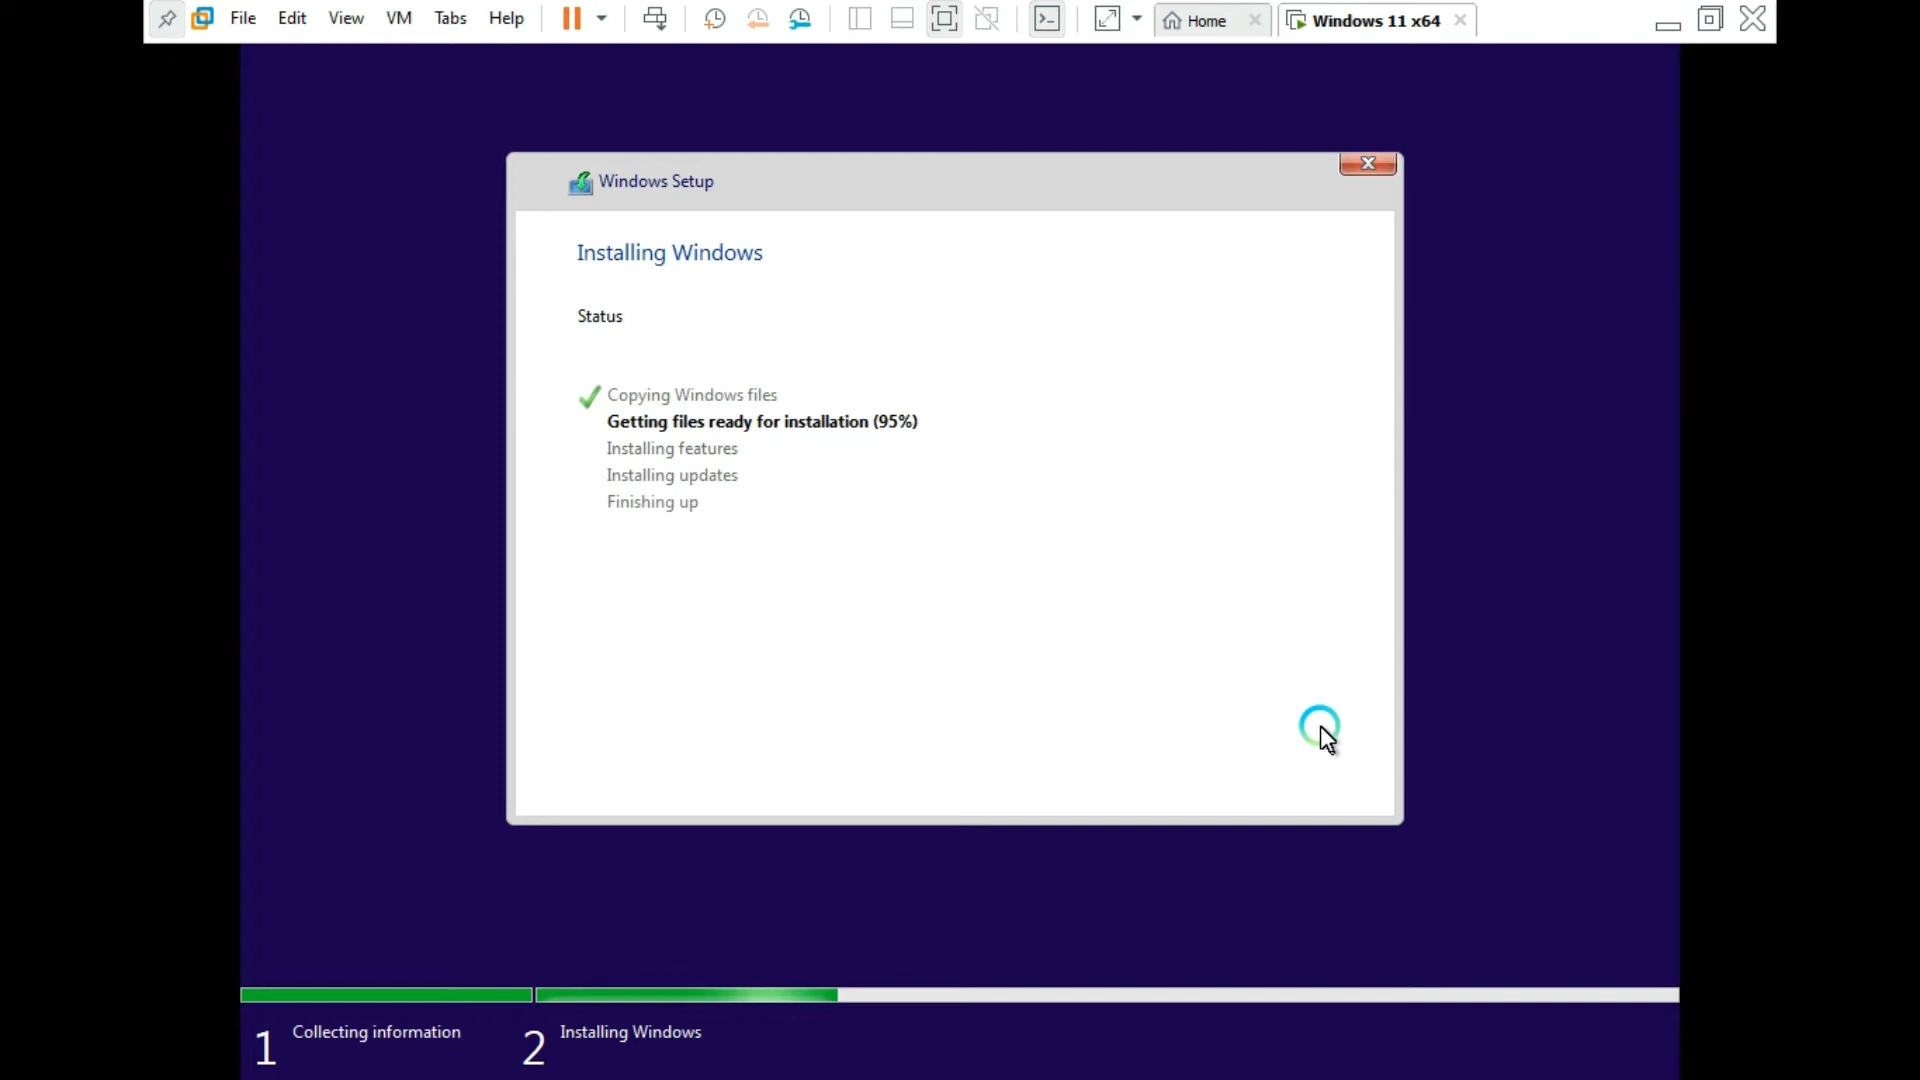 File Edit View VM Tabs Help Home Windows 11 x64
Windows Setup
Installing Windows
Status
Copying Windows files
Getting files ready for installation (95%)
Installing features
Installing updates
Finishing up
1 Collecting information 2 Installing Windows